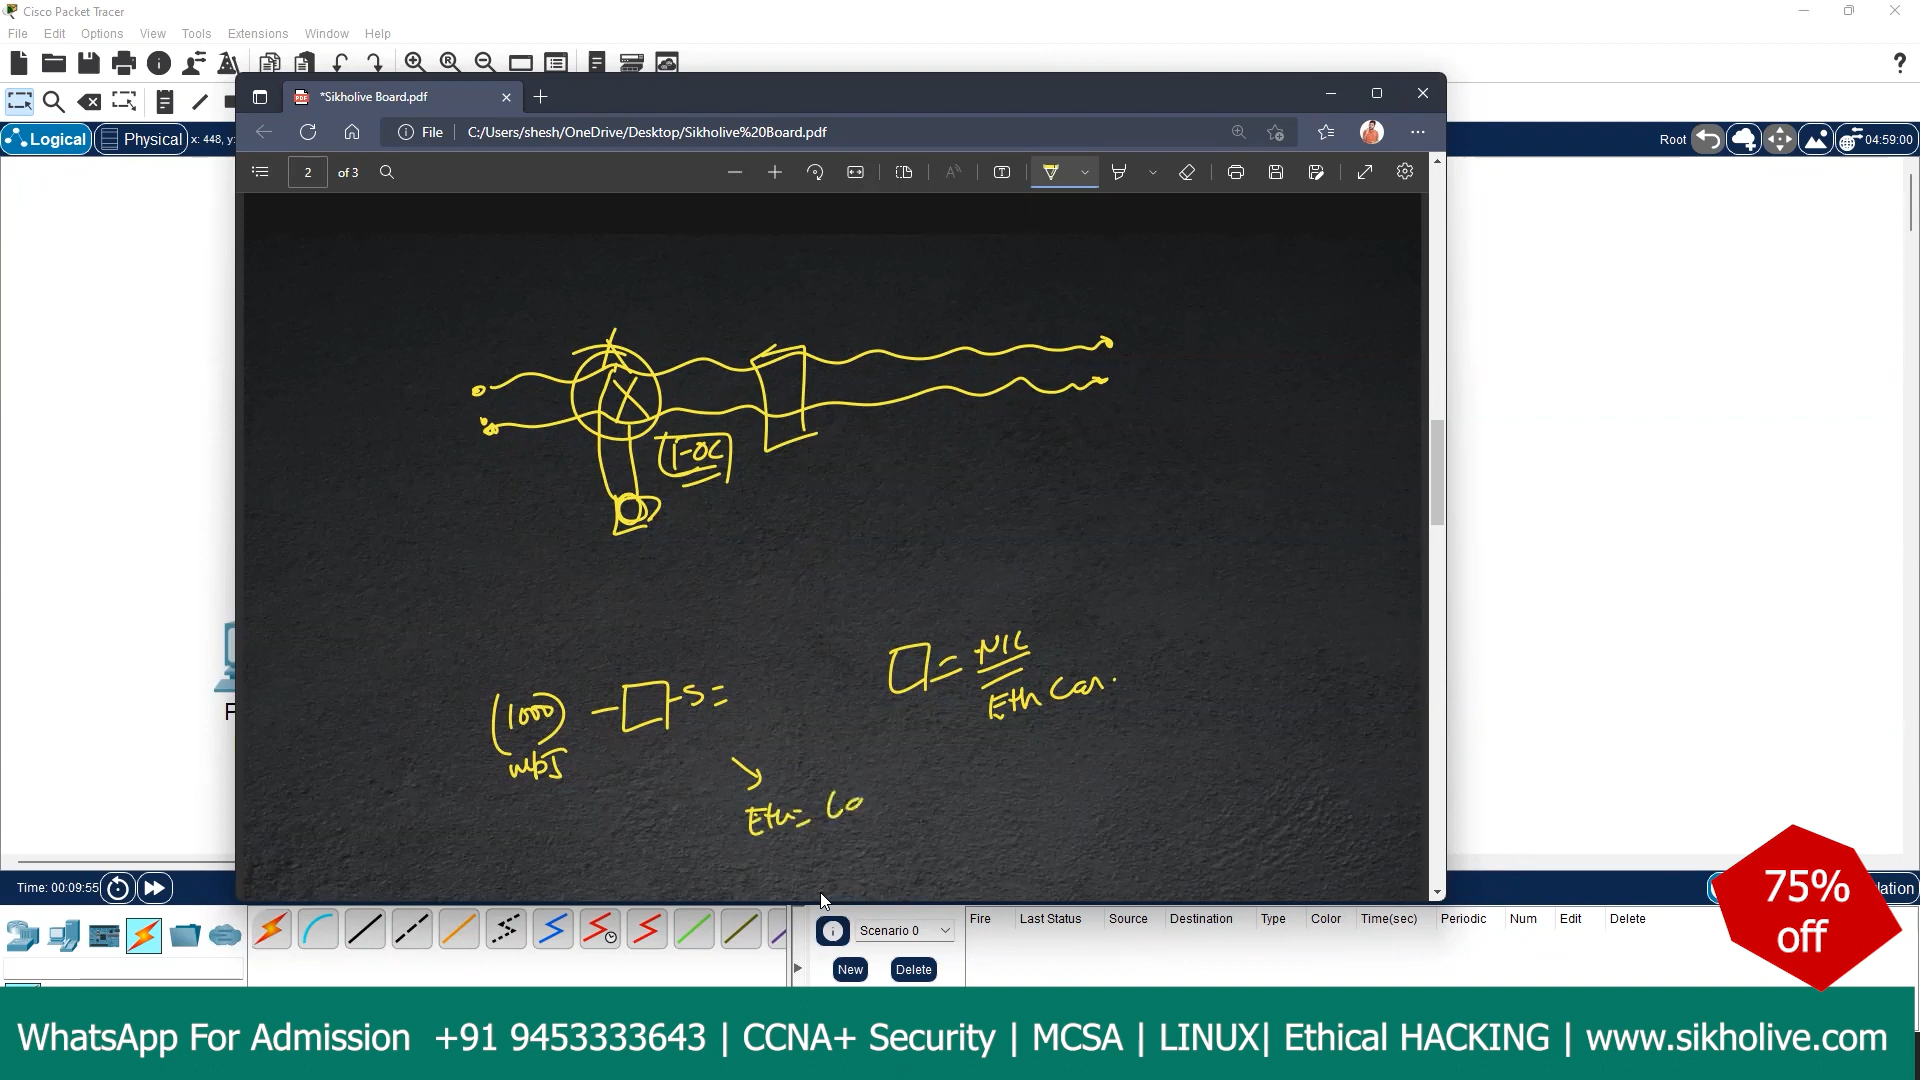 Cisco Packet Tracer
File Edit Options View Tools Extensions Window Help
*Sikholive Board.pdf
Logical Physical x: 448, y:
File C:/Users/shesh/OneDrive/Desktop/Sikholive%20Board.pdf
Root 04:59:00
2 of 3
1-OC
NIC
Eth Car.
1000 - S =
mbps
Eth= Ca
Time: 00:09:55
Scenario 0
Fire Last Status Source Destination Type Color Time(sec) Periodic Num Edit Delete
New Delete
75%
off
WhatsApp For Admission +91 9453333643 | CCNA+ Security | MCSA | LINUX| Ethical HACKING | www.sikholive.com